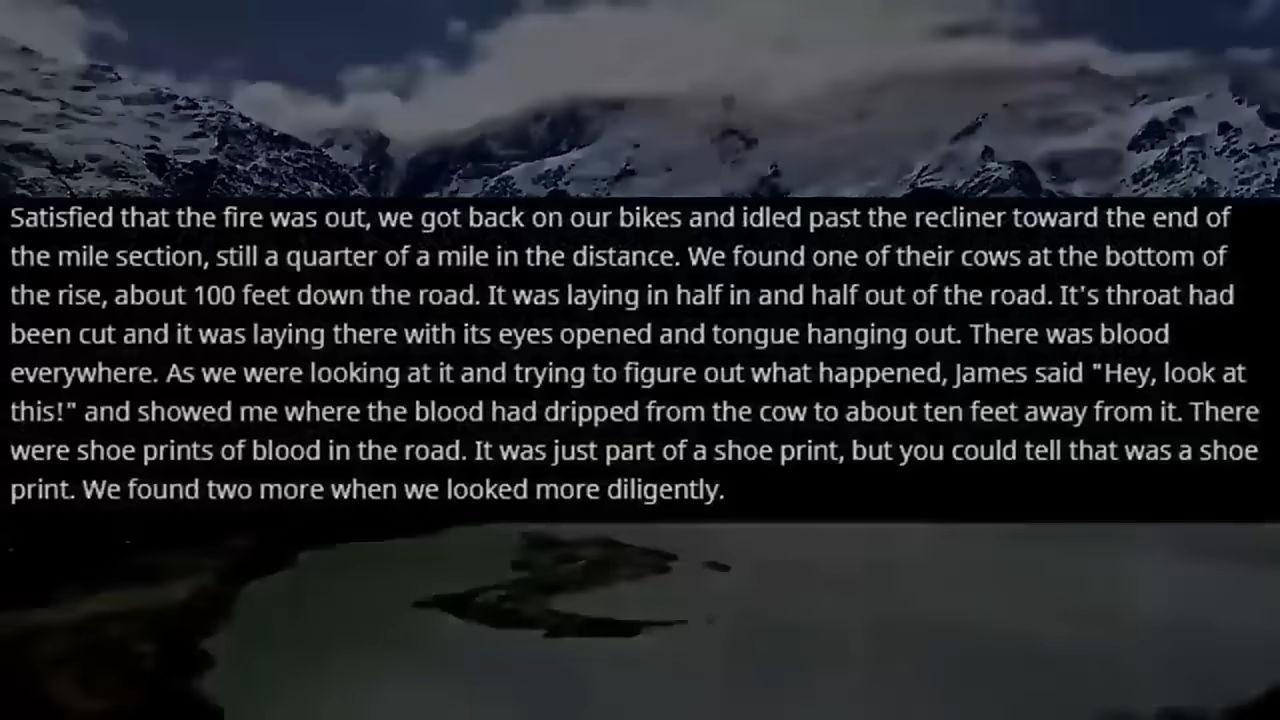 Satisfied that the fire was out, we got back on our bikes and idled past the recliner toward the end of
the mile section, still a quarter of a mile in the distance. We found one of their cows at the bottom of
the rise, about 100 feet down the road. It was laying in half in and half out of the road. It's throat had
been cut and it was laying there with its eyes opened and tongue hanging out. There was blood
everywhere. As we were looking at it and trying to figure out what happened, James said "Hey, look at
this!" and showed me where the blood had dripped from the cow to about ten feet away from it. There
were shoe prints of blood in the road. It was just part of a shoe print, but you could tell that was a shoe
print. We found two more when we looked more diligently.